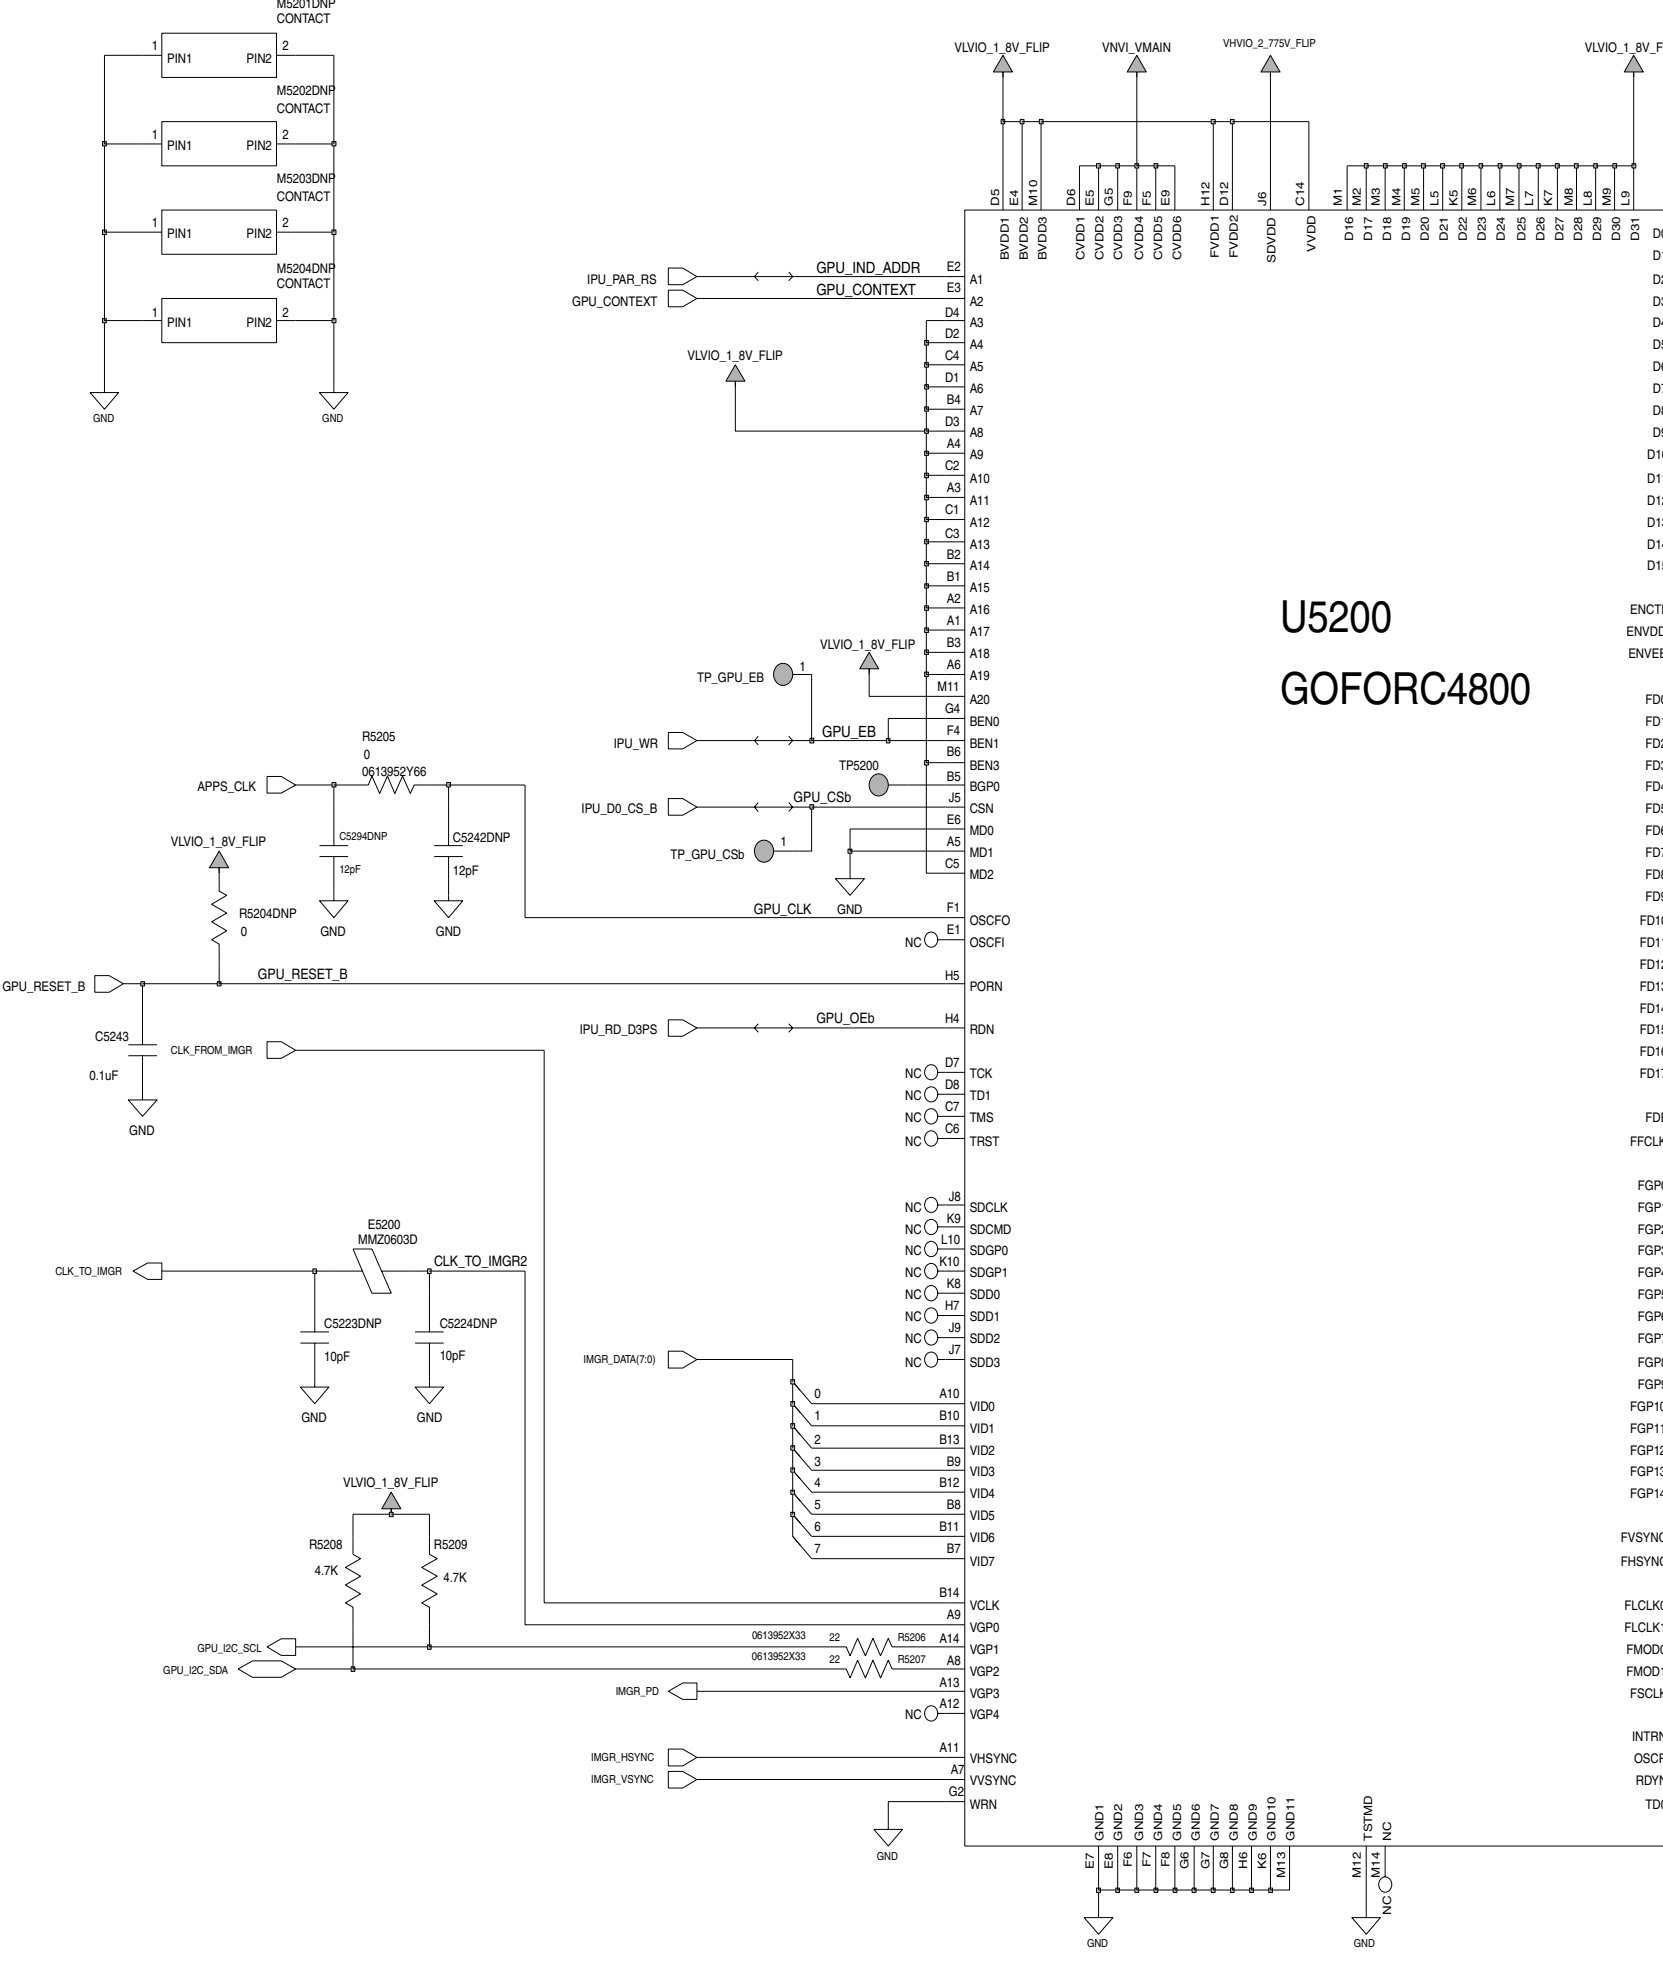 M5201DNP
CONTACT
1 PIN1 PIN2 2
M5202DNP
CONTACT
1 PIN1 PIN2 2
M5203DNP
CONTACT
1 PIN1 PIN2 2
M5204DNP
CONTACT
1 PIN1 PIN2 2
GND GND
VLVIO_1_8V_FLIP VNVI_VMAIN VHVIO_2_775V_FLIP
D5 E4 M10 D6 E5 G5 F9 F5 E9 H12 D12 J6 C14 M1 M2 M3 M4 M5 L5 K5 M6 L6 M7 L7 K7 M8 L8 M9 L9
BVDD1 BVDD2 BVDD3 CVDD1 CVDD2 CVDD3 CVDD4 CVDD5 CVDD6 FVDD1 FVDD2 SDVDD VVDD D16 D17 D18 D19 D20 D21 D22 D23 D24 D25 D26 D27 D28 D29 D30 D31
IPU_PAR_RS GPU_IND_ADDR E2 A1
GPU_CONTEXT GPU_CONTEXT E3 A2
D4 A3
D2 A4
VLVIO_1_8V_FLIP
C4 A5
D1 A6
B4 A7
D3 A8
A4 A9
C2 A10
A3 A11
C1 A12
C3 A13
B2 A14
B1 A15
A2 A16
A1 A17
B3 A18
A6 A19
VLVIO_1_8V_FLIP
M11 A20
TP_GPU_EB 1
G4 BEN0
IPU_WR GPU_EB F4 BEN1
B6 BEN3
TP5200 B5 BGP0
IPU_D0_CS_B GPU_CSb J5 CSN
E6 MD0
TP_GPU_CSb 1
A5 MD1
C5 MD2
GND
U5200
GOFORC4800
R5205
0
0613952Y66
APPS_CLK
C5294DNP
12pF
GND
C5242DNP
12pF
GND
VLVIO_1_8V_FLIP
R5204DNP
0
GPU_CLK F1 OSCFO
NC E1 OSCFI
GPU_RESET_B GPU_RESET_B H5 PORN
IPU_RD_D3PS GPU_OEb H4 RDN
C5243
0.1uF
GND
CLK_FROM_IMGR
NC D7 TCK
NC D8 TD1
NC C7 TMS
NC C6 TRST
NC J8 SDCLK
NC K9 SDCMD
NC L10 SDGP0
NC K10 SDGP1
NC K8 SDD0
NC H7 SDD1
NC J9 SDD2
NC J7 SDD3
E5200
MMZ0603D
CLK_TO_IMGR CLK_TO_IMGR2
C5223DNP
10pF
GND
C5224DNP
10pF
GND
IMGR_DATA(7:0)
0 A10 VID0
1 B10 VID1
2 B13 VID2
3 B9 VID3
4 B12 VID4
5 B8 VID5
6 B11 VID6
7 B7 VID7
VLVIO_1_8V_FLIP
R5208
4.7K
R5209
4.7K
B14 VCLK
A9 VGP0
GPU_I2C_SCL 0613952X33 22 R5206 A14 VGP1
GPU_I2C_SDA 0613952X33 22 R5207 A8 VGP2
IMGR_PD A13 VGP3
NC A12 VGP4
IMGR_HSYNC A11 VHSYNC
IMGR_VSYNC A7 VVSYNC
G2 WRN
GND
GND1 GND2 GND3 GND4 GND5 GND6 GND7 GND8 GND9 GND10 GND11 TSTMD NC
E7 E8 F6 F7 F8 G6 G7 G8 H6 K6 M13 M12 M14
NC
GND GND